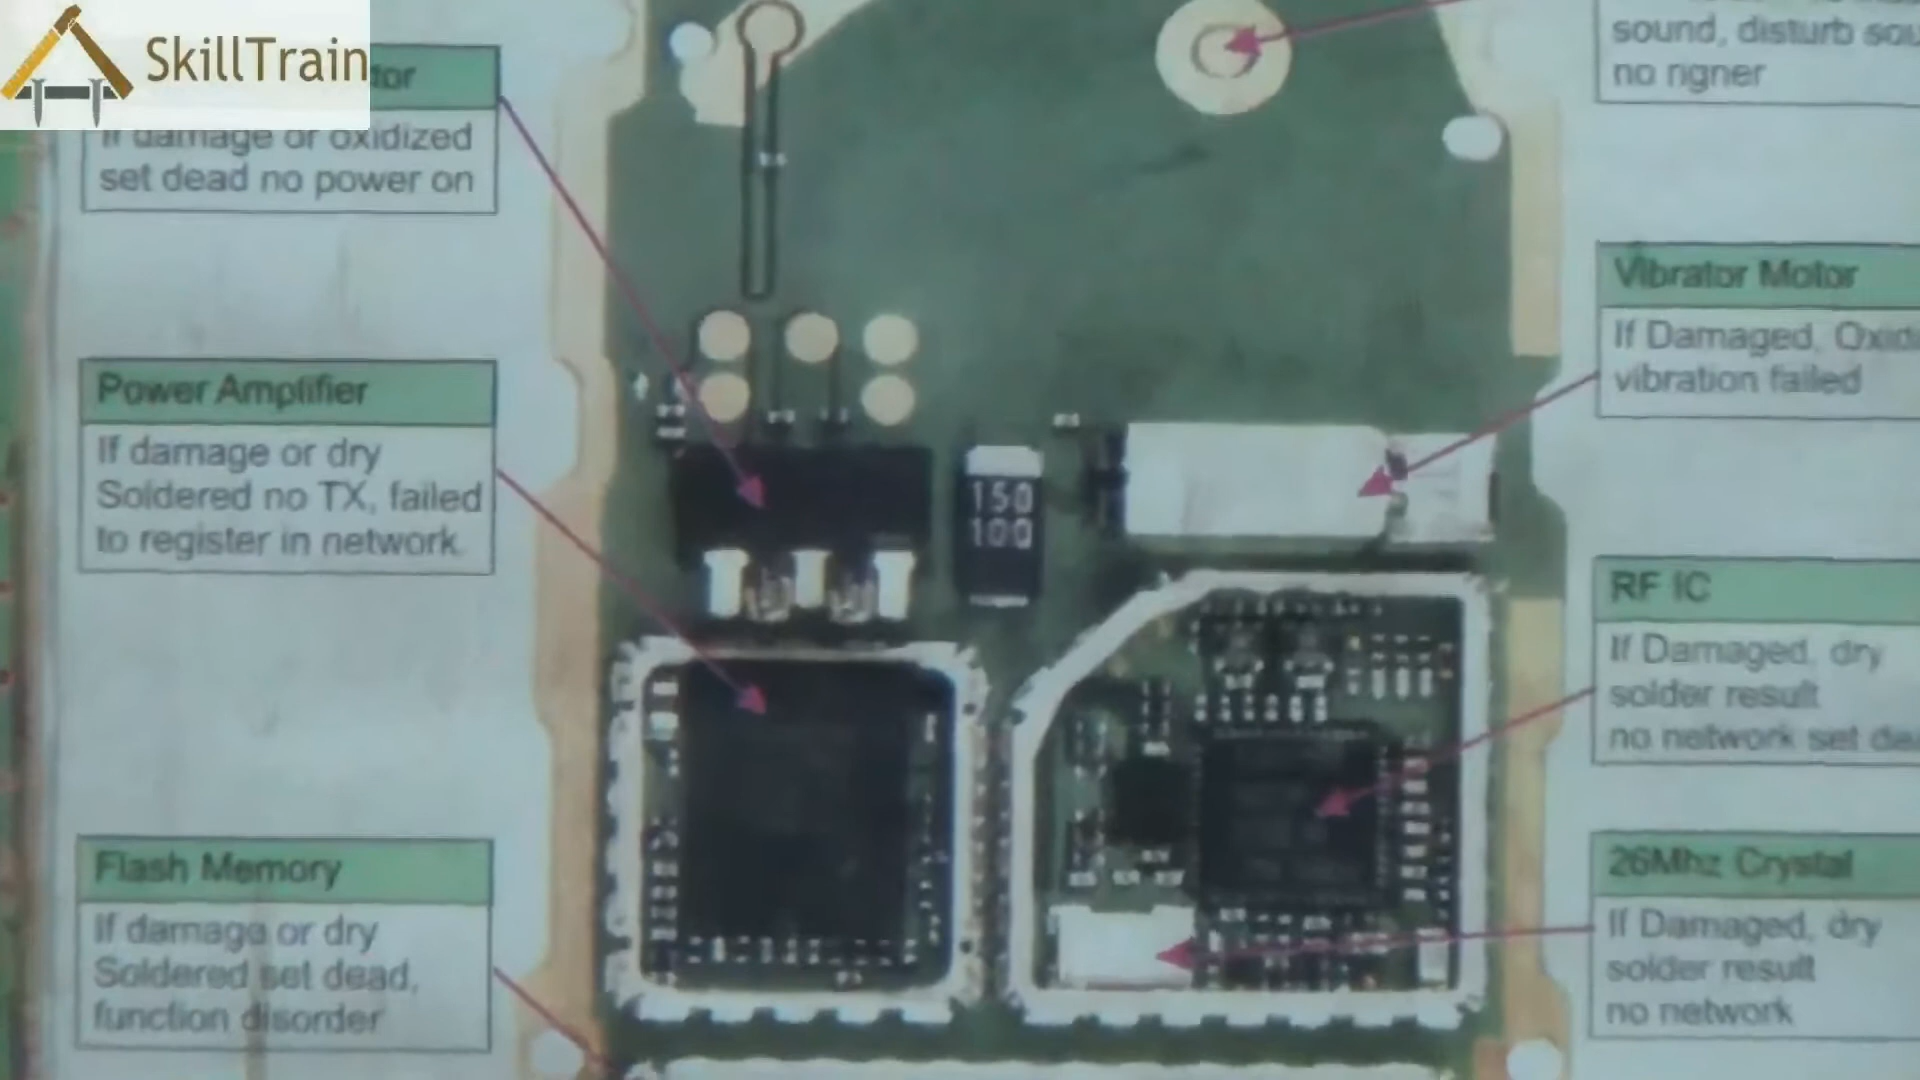 SkillTrain
tor
If damage or oxidized
set dead no power on
Power Amplifier
If damage or dry
Soldered no TX, failed
to register in network.
Flash Memory
If damage or dry
Soldered set dead,
function disorder
150
100
sound, disturb sou
no rigner
Vibrator Motor
If Damaged, Oxid
vibration failed
RF IC
If Damaged, dry
solder result
no network set de
26Mhz Crystal
If Damaged, dry
solder result
no network